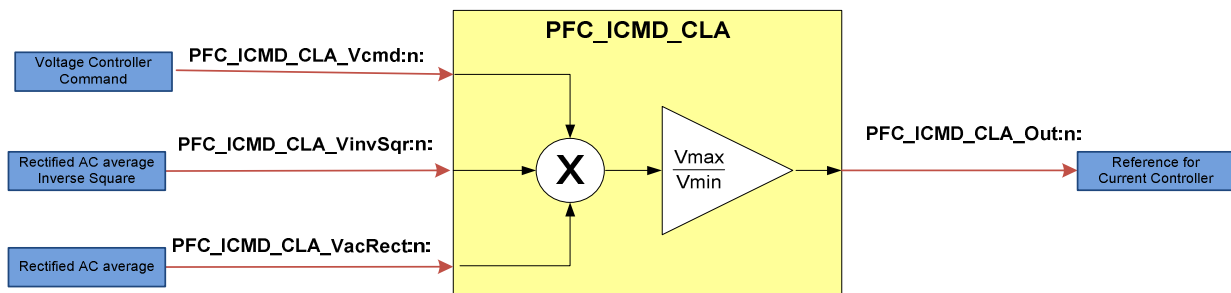 PFC_ICMD_CLA
Voltage Controller
Command
PFC_ICMD_CLA_Vcmd:n:
Rectified AC average
Inverse Square
PFC_ICMD_CLA_VinvSqr:n:
Rectified AC average
PFC_ICMD_CLA_VacRect:n:
X
Vmax
Vmin
PFC_ICMD_CLA_Out:n:
Reference for
Current Controller